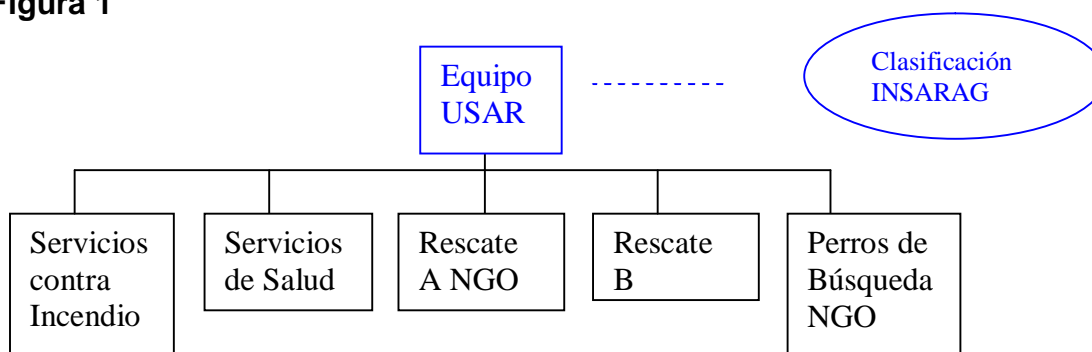 Figura 1
Equipo
USAR
Clasificación
INSARAG
Servicios
contra
Incendio
Servicios
de Salud
Rescate
A NGO
Rescate
B
Perros de
Búsqueda
NGO